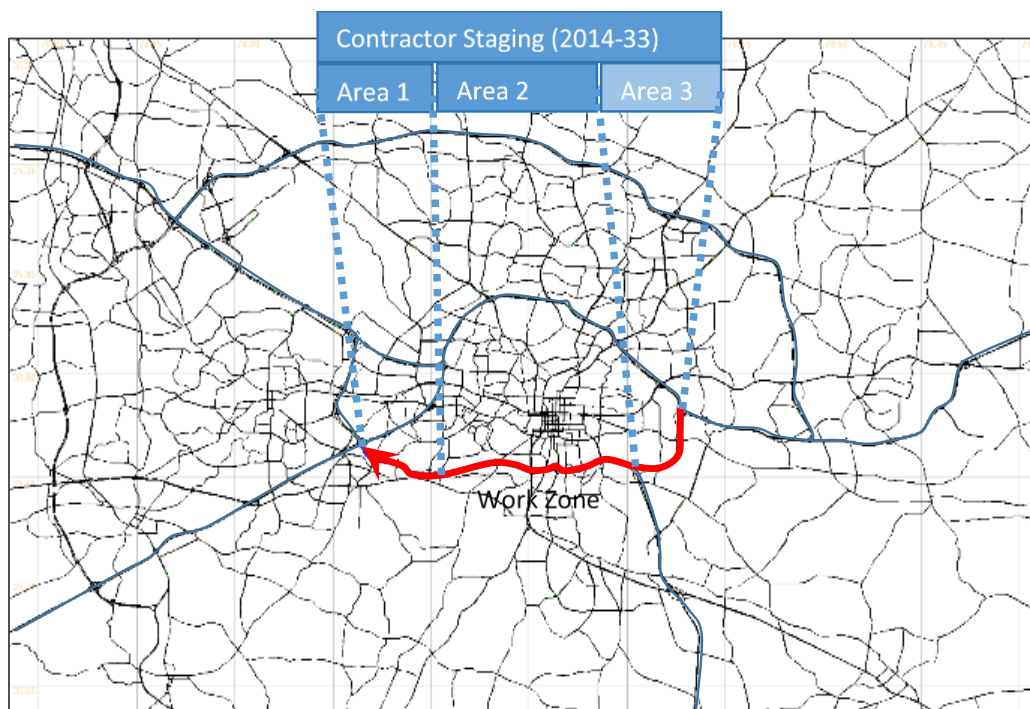 Contractor Staging (2014-33)
Area 1
Area 2
Area 3
Work Zone